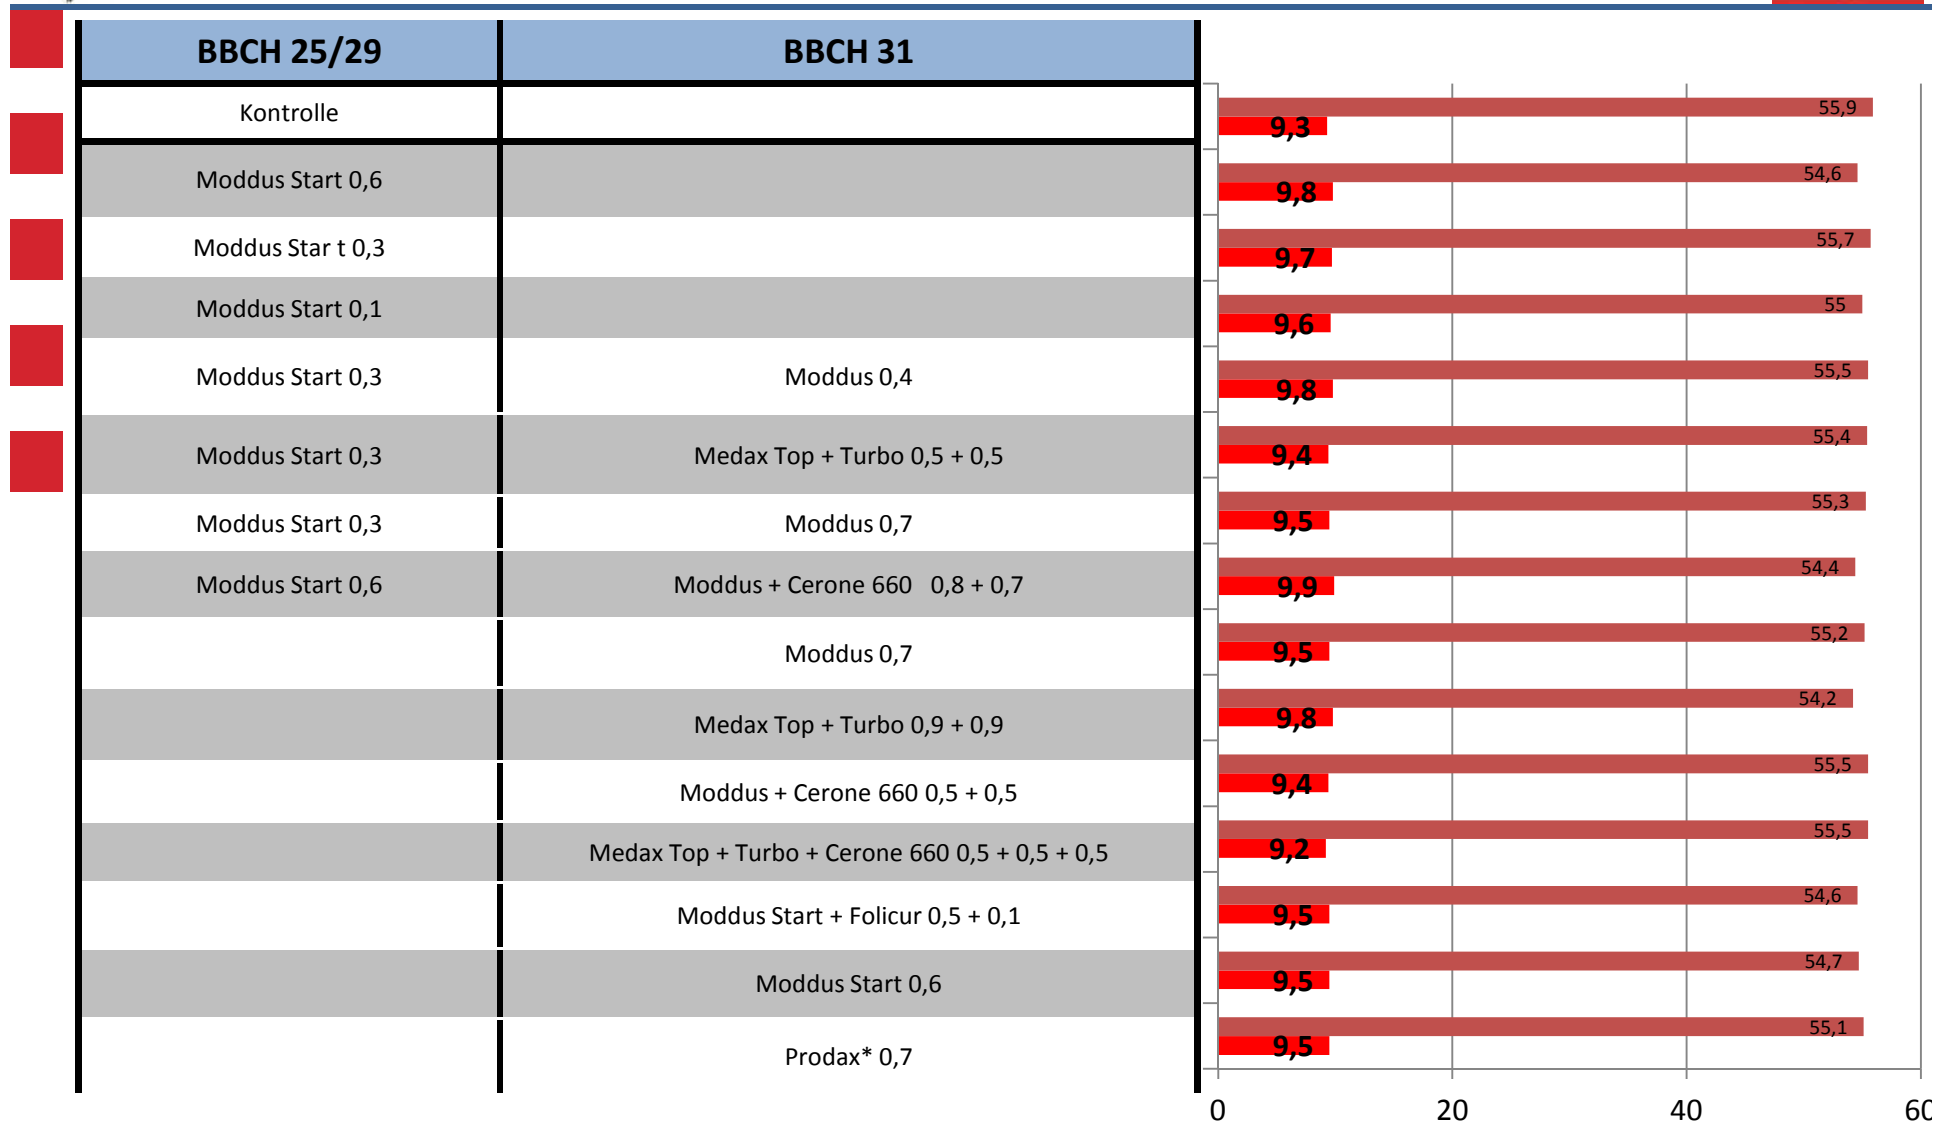 BBCH 25/29 BBCH 31
Kontrolle 55,9
9,3
Moddus Start 0,6 54,6
9,8
Moddus Star t 0,3 55,7
9,7
Moddus Start 0,1 55
9,6
Moddus Start 0,3 Moddus 0,4 55,5
9,8
Moddus Start 0,3 Medax Top + Turbo 0,5 + 0,5 55,4
9,4
Moddus Start 0,3 Moddus 0,7 55,3
9,5
Moddus Start 0,6 Moddus + Cerone 660 0,8 + 0,7 54,4
9,9
Moddus 0,7 55,2
9,5
Medax Top + Turbo 0,9 + 0,9 54,2
9,8
Moddus + Cerone 660 0,5 + 0,5 55,5
9,4
Medax Top + Turbo + Cerone 660 0,5 + 0,5 + 0,5 55,5
9,2
Moddus Start + Folicur 0,5 + 0,1 54,6
9,5
Moddus Start 0,6 54,7
9,5
Prodax* 0,7 55,1
9,5
0 20 40 60